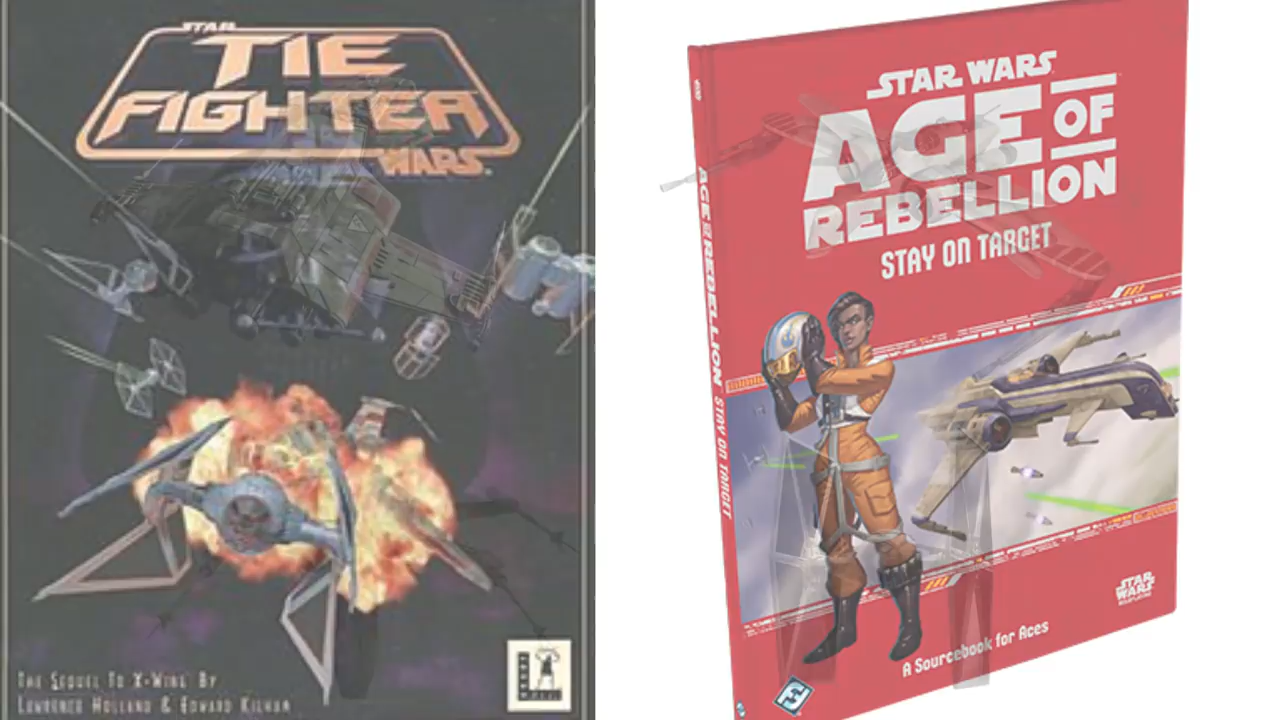 STAR
TIE
FIGHTER
WARS
THE SEQUEL TO X-WING BY
LAWRENCE HOLLAND & EDWARD KILHAM
STAR WARS
AGE OF
REBELLION
STAY ON TARGET
AGE OF REBELLION STAY ON TARGET
A Sourcebook for Aces
STAR
WARS
ROLEPLAYING